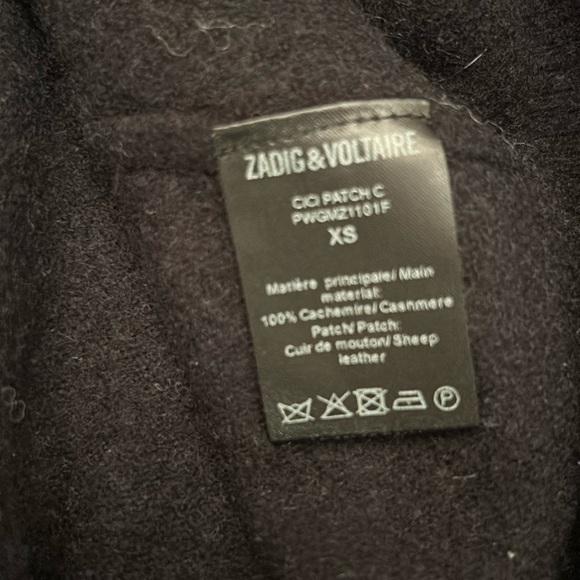 ZADIG&VOLTAIRE
CICI PATCH C
PWGMZ1101F
XS
Matière principale/ Main
material:
100% Cachemire/ Cashmere
Patch/ Patch:
Cuir de mouton/ Sheep
leather
P